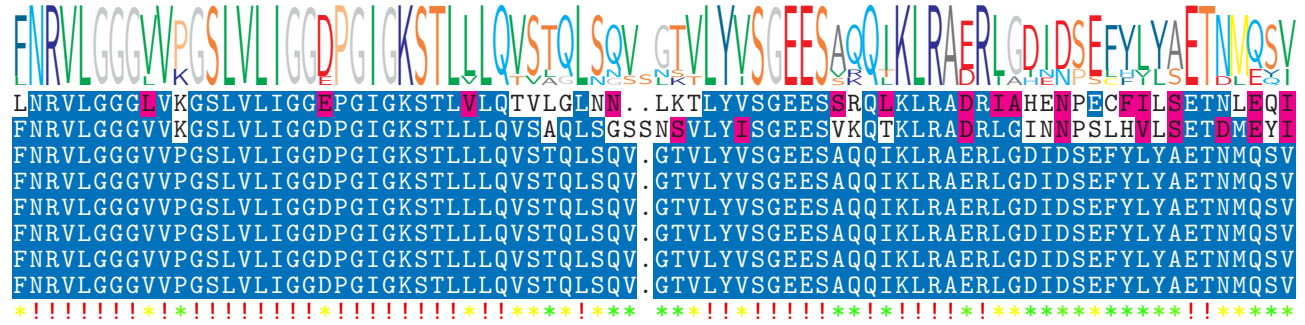 FNRVLGGGVVPGSLVLIGGDPGIGKSTLLLQVSTQLSQV GTVLYVSGEESAQQIKLRAERLGDIDSEFYLYAETNMQSV
LNRVLGGGLVKGSLVLIGGEPGIGKSTLVLQTVLGLNN..LKTLYVSGEESSRQLKLRADRIAHENPECFILSETNLEQI
FNRVLGGGVVKGSLVLIGGDPGIGKSTLLLQVSAQLSGSSNSVLYISGEESVKQTKLRADRLGINNPSLHVLSETDMEYI
FNRVLGGGVVPGSLVLIGGDPGIGKSTLLLQVSTQLSQV.GTVLYVSGEESAQQIKLRAERLGDIDSEFYLYAETNMQSV
FNRVLGGGVVPGSLVLIGGDPGIGKSTLLLQVSTQLSQV.GTVLYVSGEESAQQIKLRAERLGDIDSEFYLYAETNMQSV
FNRVLGGGVVPGSLVLIGGDPGIGKSTLLLQVSTQLSQV.GTVLYVSGEESAQQIKLRAERLGDIDSEFYLYAETNMQSV
FNRVLGGGVVPGSLVLIGGDPGIGKSTLLLQVSTQLSQV.GTVLYVSGEESAQQIKLRAERLGDIDSEFYLYAETNMQSV
FNRVLGGGVVPGSLVLIGGDPGIGKSTLLLQVSTQLSQV.GTVLYVSGEESAQQIKLRAERLGDIDSEFYLYAETNMQSV
FNRVLGGGVVPGSLVLIGGDPGIGKSTLLLQVSTQLSQV.GTVLYVSGEESAQQIKLRAERLGDIDSEFYLYAETNMQSV
*!!!!!!!*!*!!!!!!!!*!!!!!!!!*!!****!*** ***!!*!!!!!**!*!!!!*!************!!*****